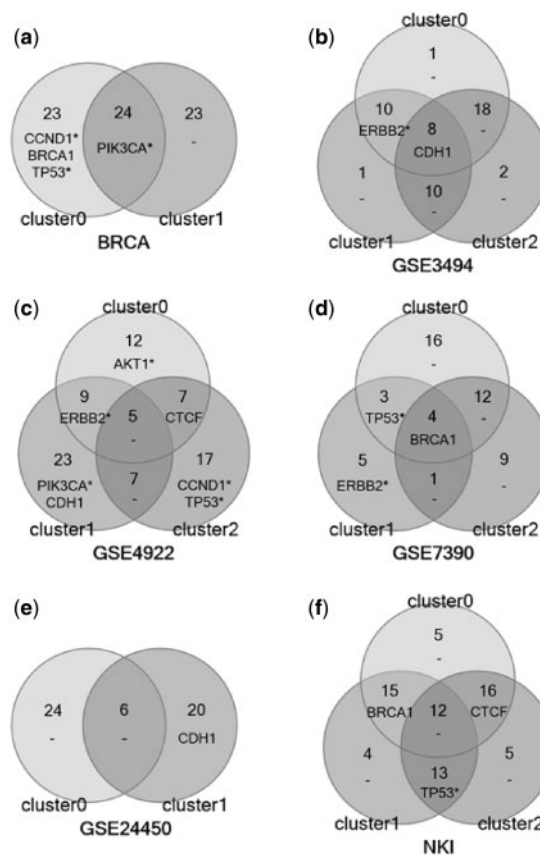 (a)
23
24
23
CCND1*
BRCA1
TP53*
PIK3CA*
-
cluster0
cluster1
BRCA
(b)
cluster0
1
-
10
ERBB2*
18
-
8
CDH1
1
-
10
-
2
-
cluster1
cluster2
GSE3494
(c)
cluster0
12
AKT1*
9
ERBB2*
7
CTCF
5
-
23
PIK3CA*
CDH1
7
-
17
CCND1*
TP53*
cluster1
cluster2
GSE4922
(d)
cluster0
16
-
3
TP53*
12
-
4
BRCA1
5
ERBB2*
1
-
9
-
cluster1
cluster2
GSE7390
(e)
24
-
6
-
20
CDH1
cluster0
cluster1
GSE24450
(f)
cluster0
5
-
15
BRCA1
16
CTCF
12
-
4
-
13
TP53*
5
-
cluster1
cluster2
NKI